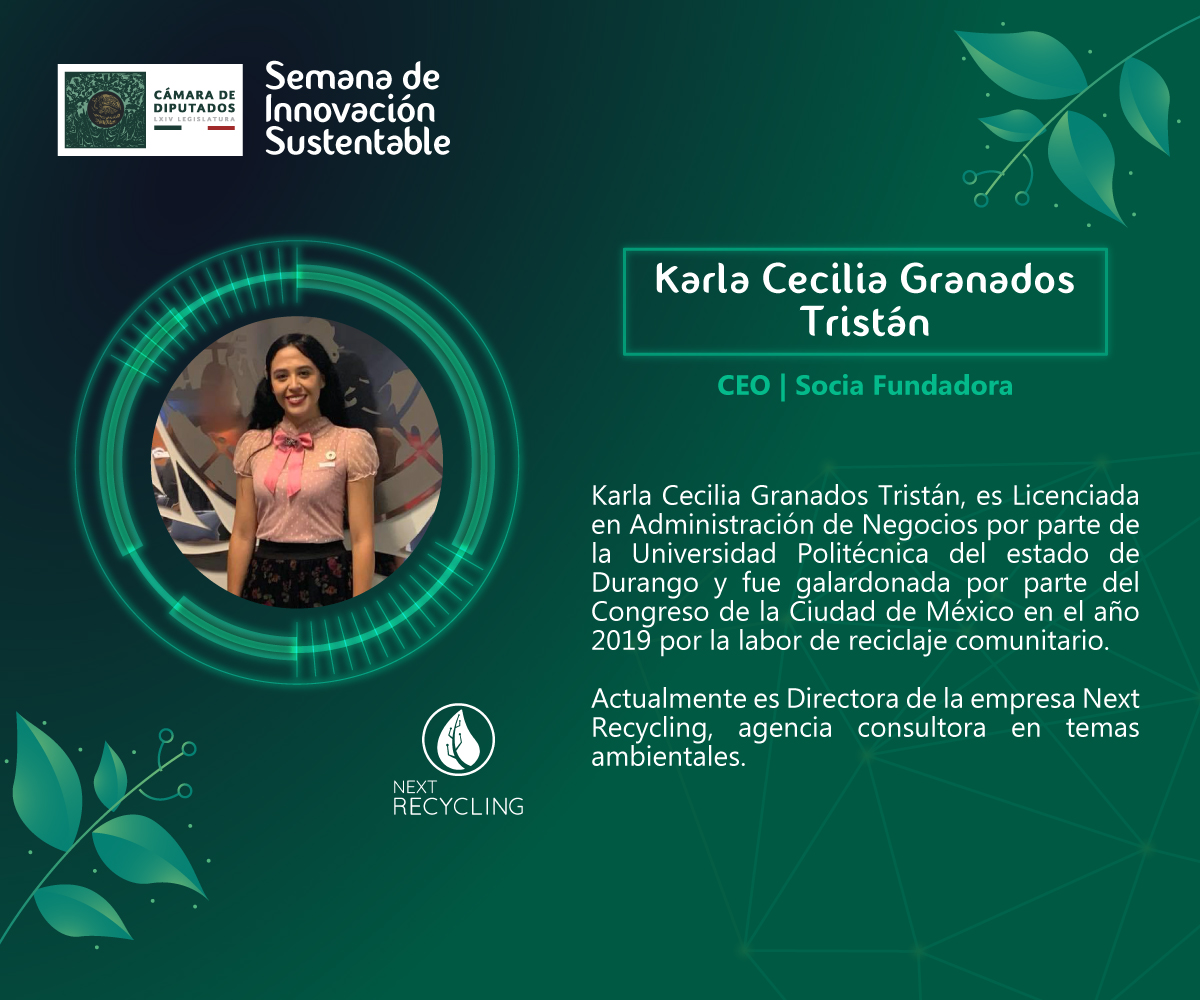 CÁMARA DE
DIPUTADOS
LXIV LEGISLATURA
Semana de
Innovación
Sustentable
Karla Cecilia Granados
Tristán
CEO | Socia Fundadora
Karla Cecilia Granados Tristán, es Licenciada
en Administración de Negocios por parte de
la Universidad Politécnica del estado de
Durango y fue galardonada por parte del
Congreso de la Ciudad de México en el año
2019 por la labor de reciclaje comunitario.
Actualmente es Directora de la empresa Next
Recycling, agencia consultora en temas
ambientales.
NEXT
RECYCLING